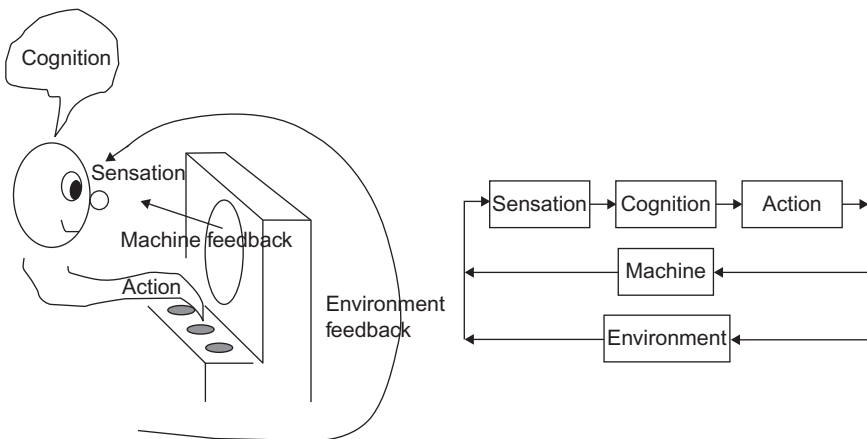 Cognition
Sensation
Machine feedback
Action
Environment
feedback
Sensation
Cognition
Action
Machine
Environment